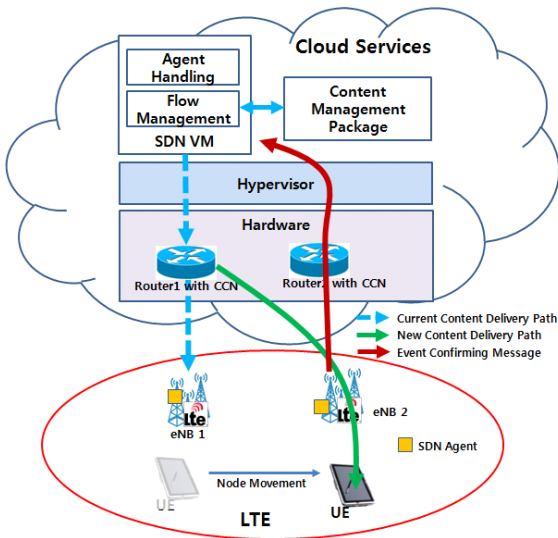 Cloud Services
Agent
Handling
Flow
Management
SDN VM
Content
Management
Package
Hypervisor
Hardware
Router1 with CCN
Router2 with CCN
Current Content Delivery Path
New Content Delivery Path
Event Confirming Message
Lte
eNB 1
Lte
eNB 2
SDN Agent
Node Movement
UE
UE
LTE